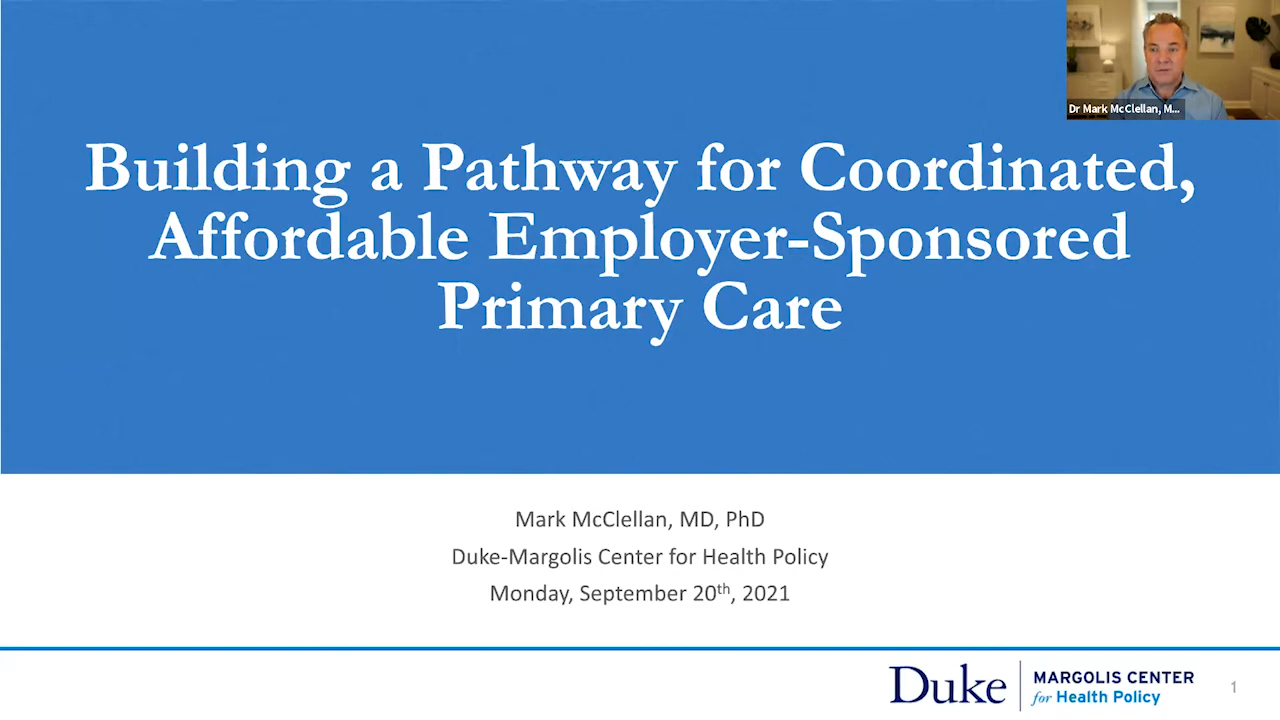 Dr Mark McClellan, M...
Building a Pathway for Coordinated,
Affordable Employer-Sponsored
Primary Care
Mark McClellan, MD, PhD
Duke-Margolis Center for Health Policy
Monday, September 20th, 2021
Duke
MARGOLIS CENTER
for Health Policy
1